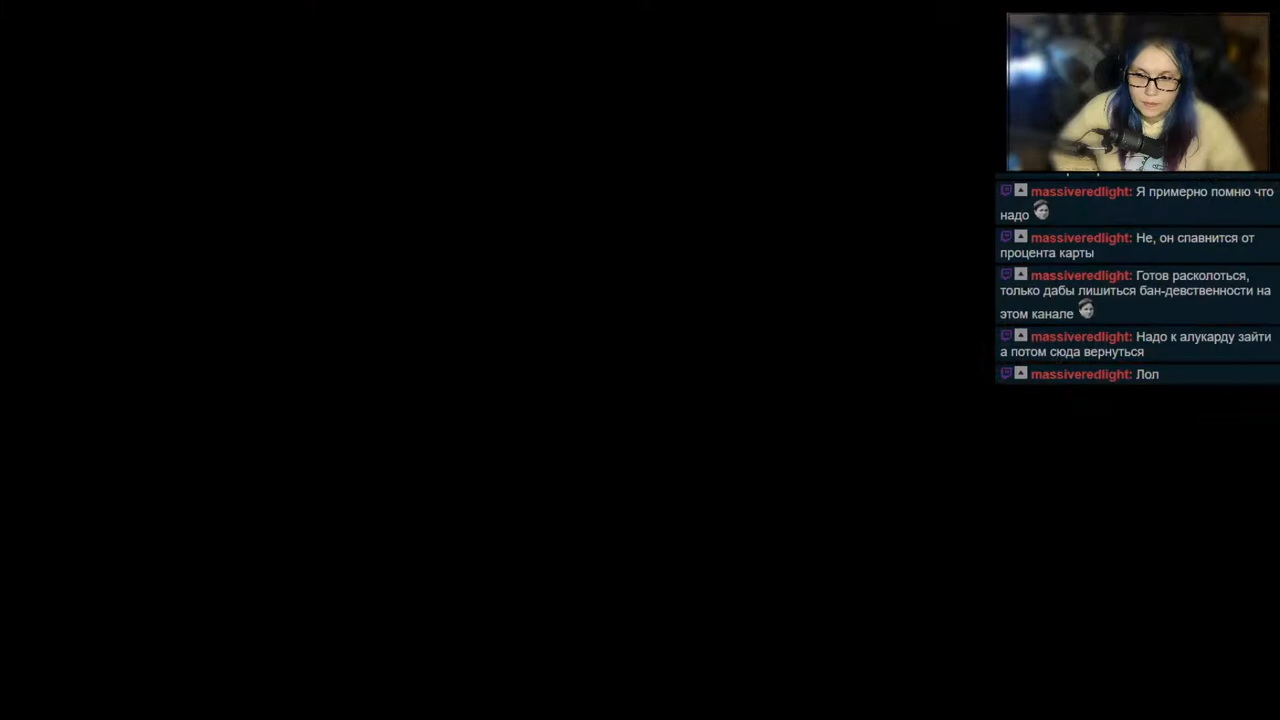 massiveredlight: Я примерно помню что
надо
massiveredlight: Не, он спавнится от
процента карты
massiveredlight: Готов расколоться,
только дабы лишиться бан-девственности на
этом канале
massiveredlight: Надо к алукарду зайти
а потом сюда вернуться
massiveredlight: Лол